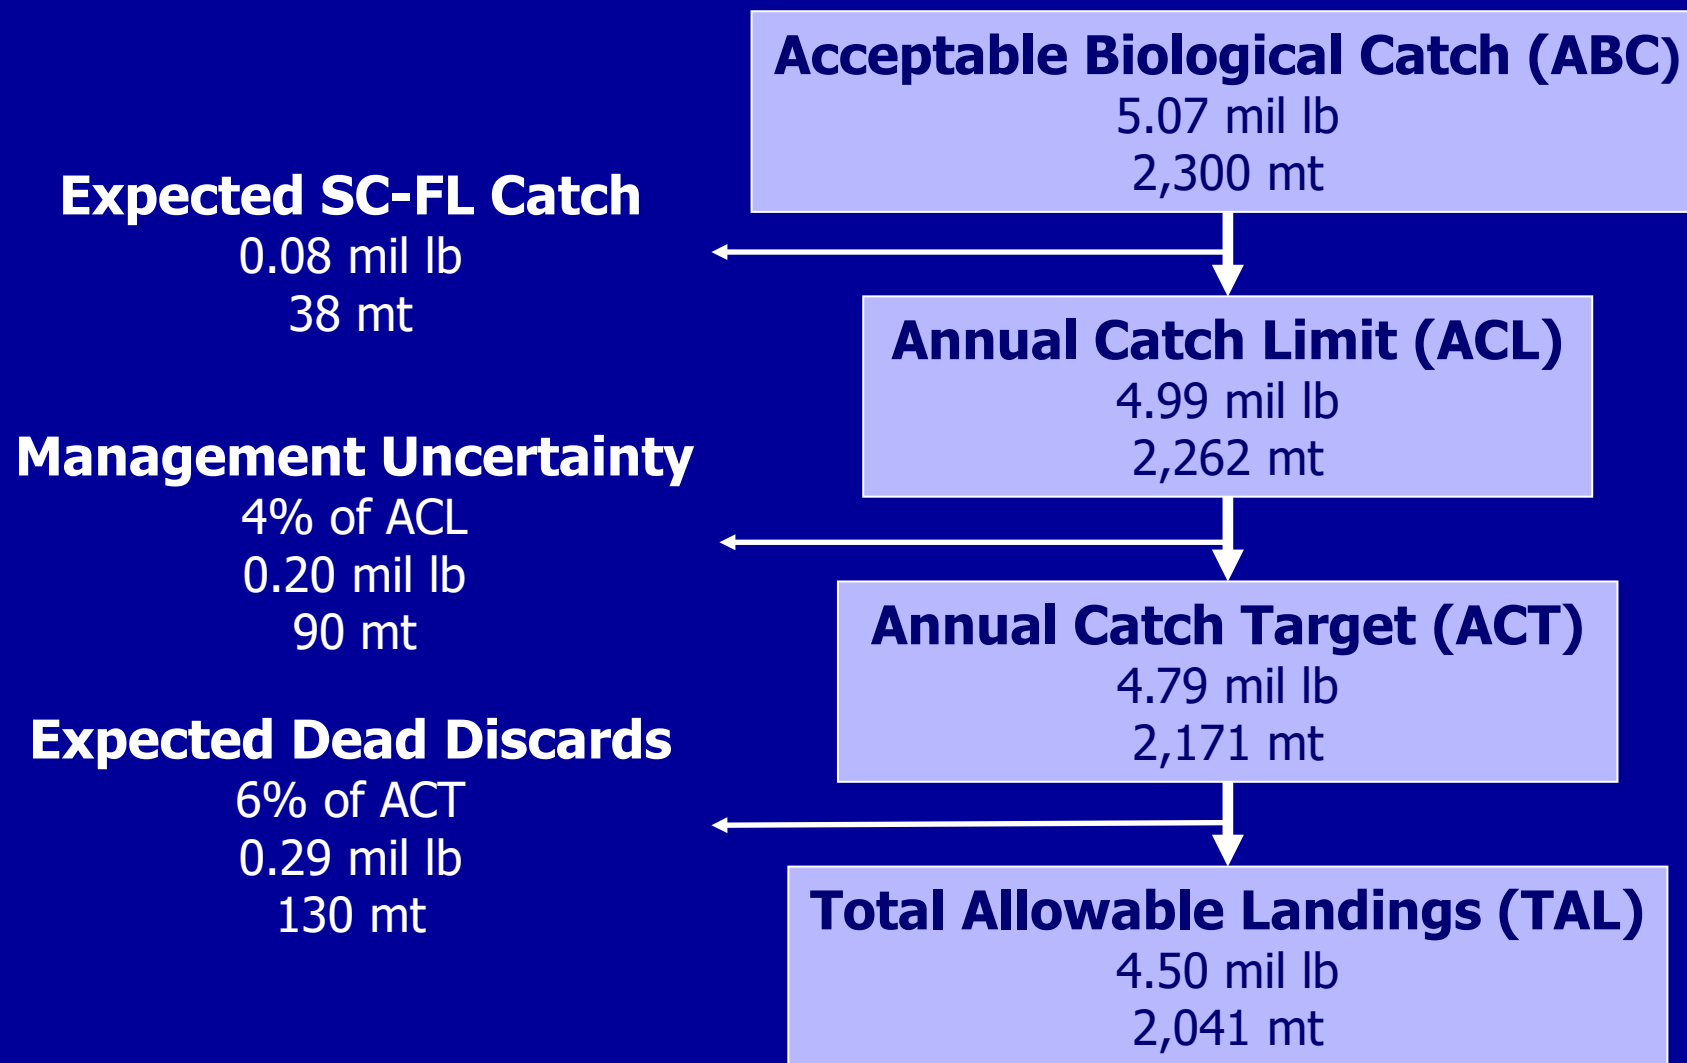 Acceptable Biological Catch (ABC)
5.07 mil lb
2,300 mt
Expected SC-FL Catch
0.08 mil lb
38 mt
Annual Catch Limit (ACL)
4.99 mil lb
2,262 mt
Management Uncertainty
4% of ACL
0.20 mil lb
90 mt
Annual Catch Target (ACT)
4.79 mil lb
2,171 mt
Expected Dead Discards
6% of ACT
0.29 mil lb
130 mt
Total Allowable Landings (TAL)
4.50 mil lb
2,041 mt